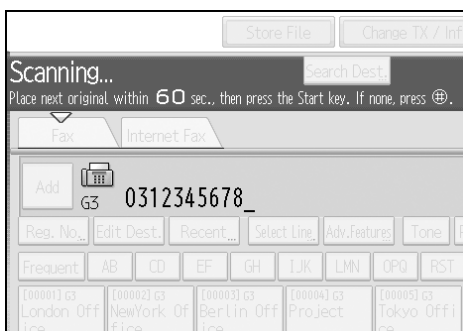 Store File Change TX / Inf
Scanning...
Search Dest.
Place next original within 60 sec., then press the Start key. If none, press ⊕.
Fax Internet Fax
Add G3 0312345678_
Reg. No. Edit Dest. Recent Select Line Adv.Features Tone
Frequent AB CD EF GH IJK LMN OPQ RST
[00001] G3 [00002] G3 [00003] G3 [00004] G3 [00005] G3
London Off NewYork Of Berlin Off Project Tokyo Offi
ice fice ice ce